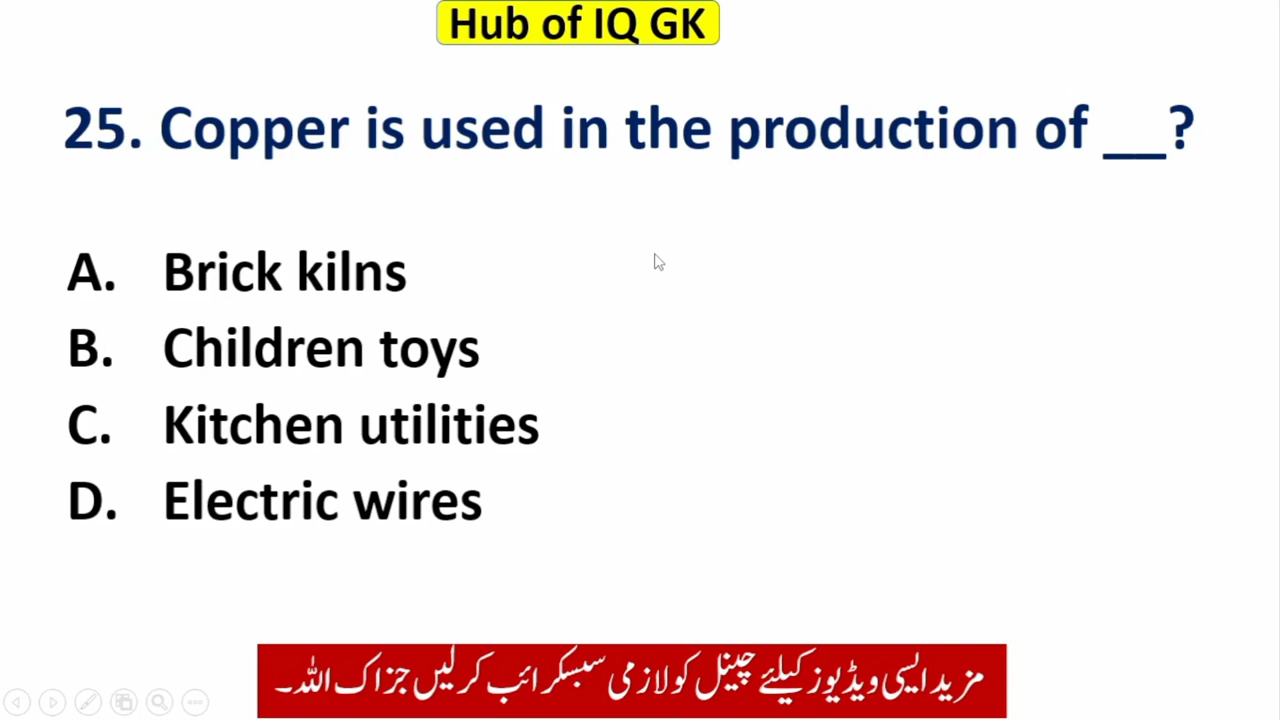 Hub of IQ GK
25. Copper is used in the production of __?
A. Brick kilns
B. Children toys
C. Kitchen utilities
D. Electric wires
مزید ایسی ویڈیوز کیلئے چینل کو لازمی سبسکرائب کر لیں جزاک اللہ۔